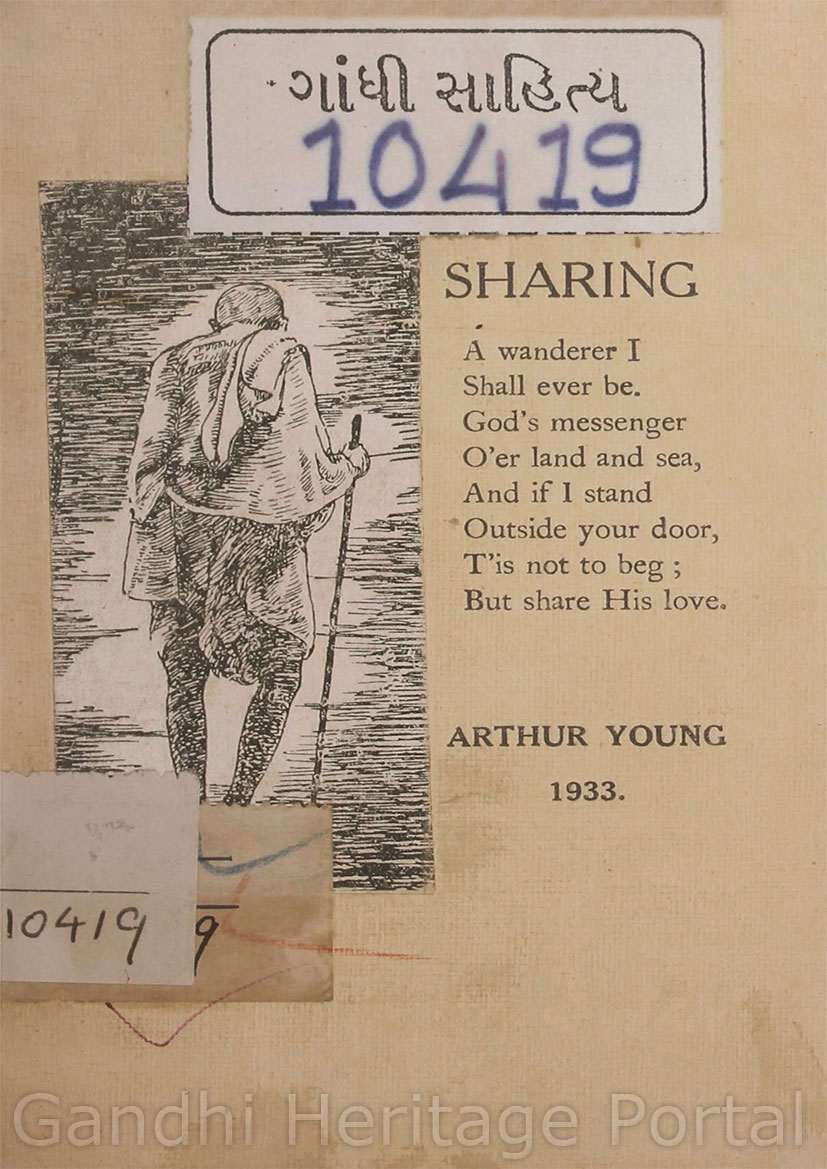 ગાંધી સાહિત્ય
10419
SHARING
A wanderer I
Shall ever be.
God's messenger
O'er land and sea,
And if I stand
Outside your door,
T'is not to beg ;
But share His love.
ARTHUR YOUNG
1933.
10419
9
Gandhi Heritage Portal